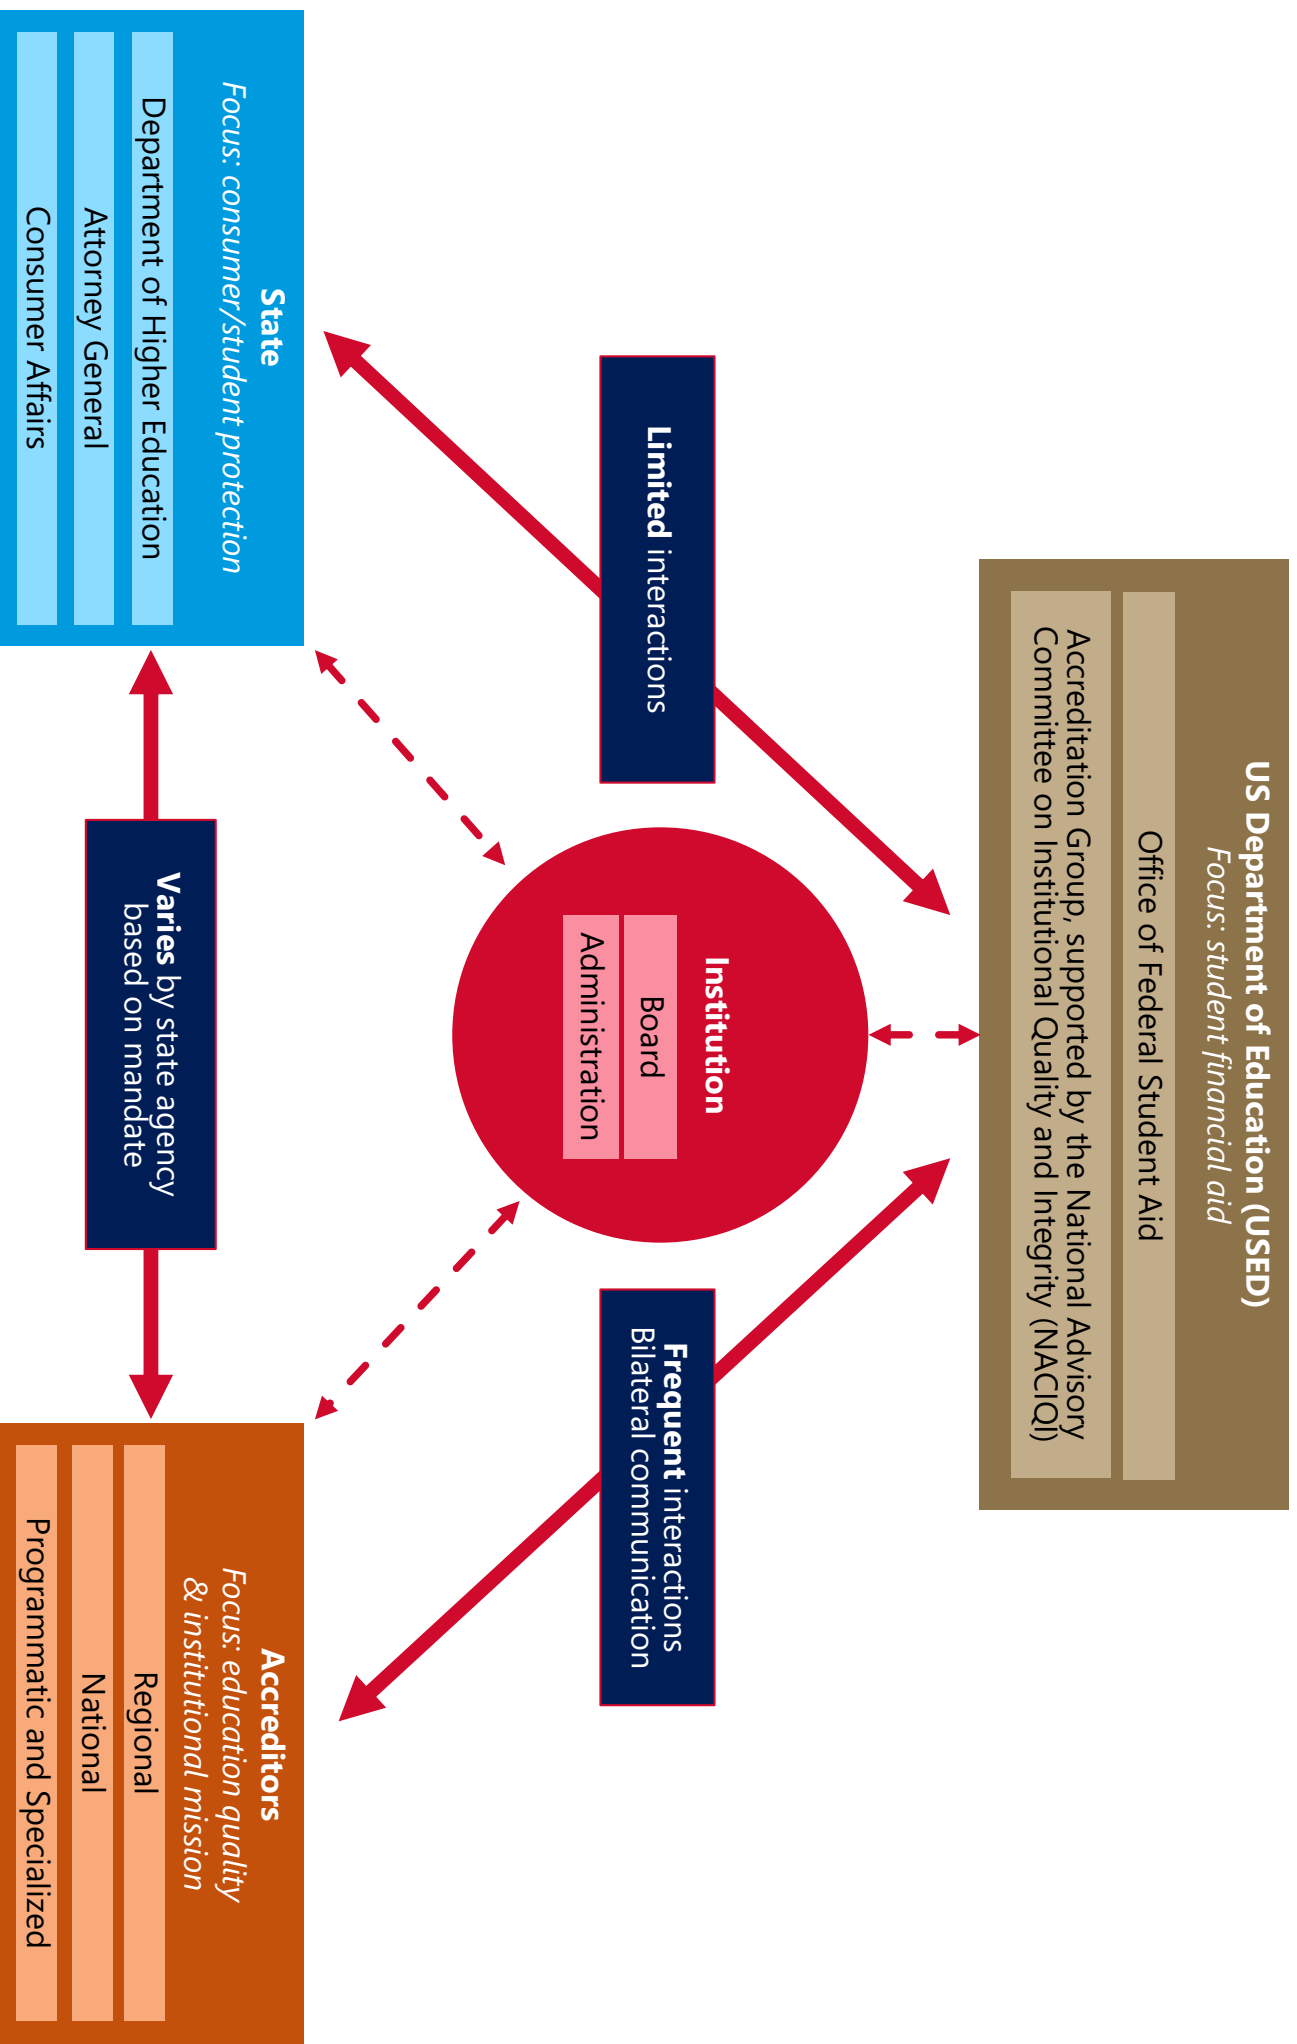 US Department of Education (USED)
Focus: student financial aid
Office of Federal Student Aid
Accreditation Group, supported by the National Advisory
Committee on Institutional Quality and Integrity (NACIQI)
Limited interactions
Frequent interactions
Bilateral communication
Institution
Board
Administration
State
Focus: consumer/student protection
Department of Higher Education
Attorney General
Consumer Affairs
Varies by state agency
based on mandate
Accreditors
Focus: education quality
& institutional mission
Regional
National
Programmatic and Specialized